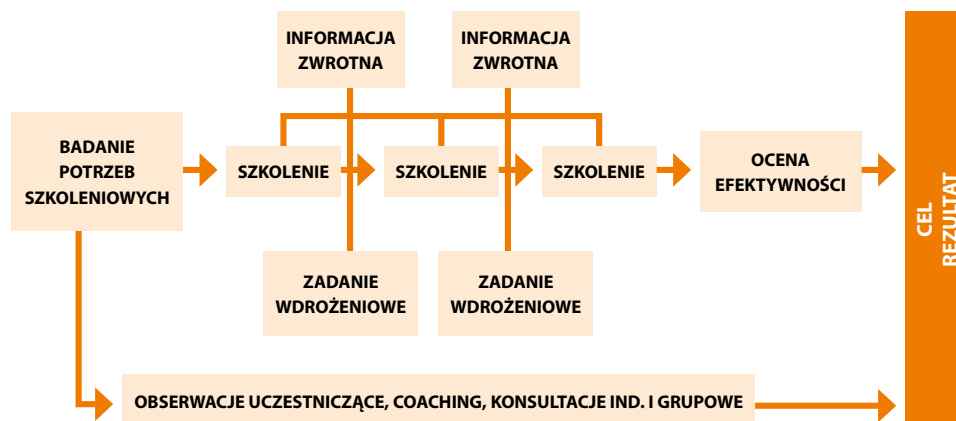 INFORMACJA
ZWROTNA
INFORMACJA
ZWROTNA
BADANIE
POTRZEB
SZKOLENIOWYCH
SZKOLENIE
SZKOLENIE
SZKOLENIE
OCENA
EFEKTYWNOŚCI
CEL
REZULTAT
ZADANIE
WDROŻENIOWE
ZADANIE
WDROŻENIOWE
OBSERWACJE UCZESTNICZĄCE, COACHING, KONSULTACJE IND. I GRUPOWE